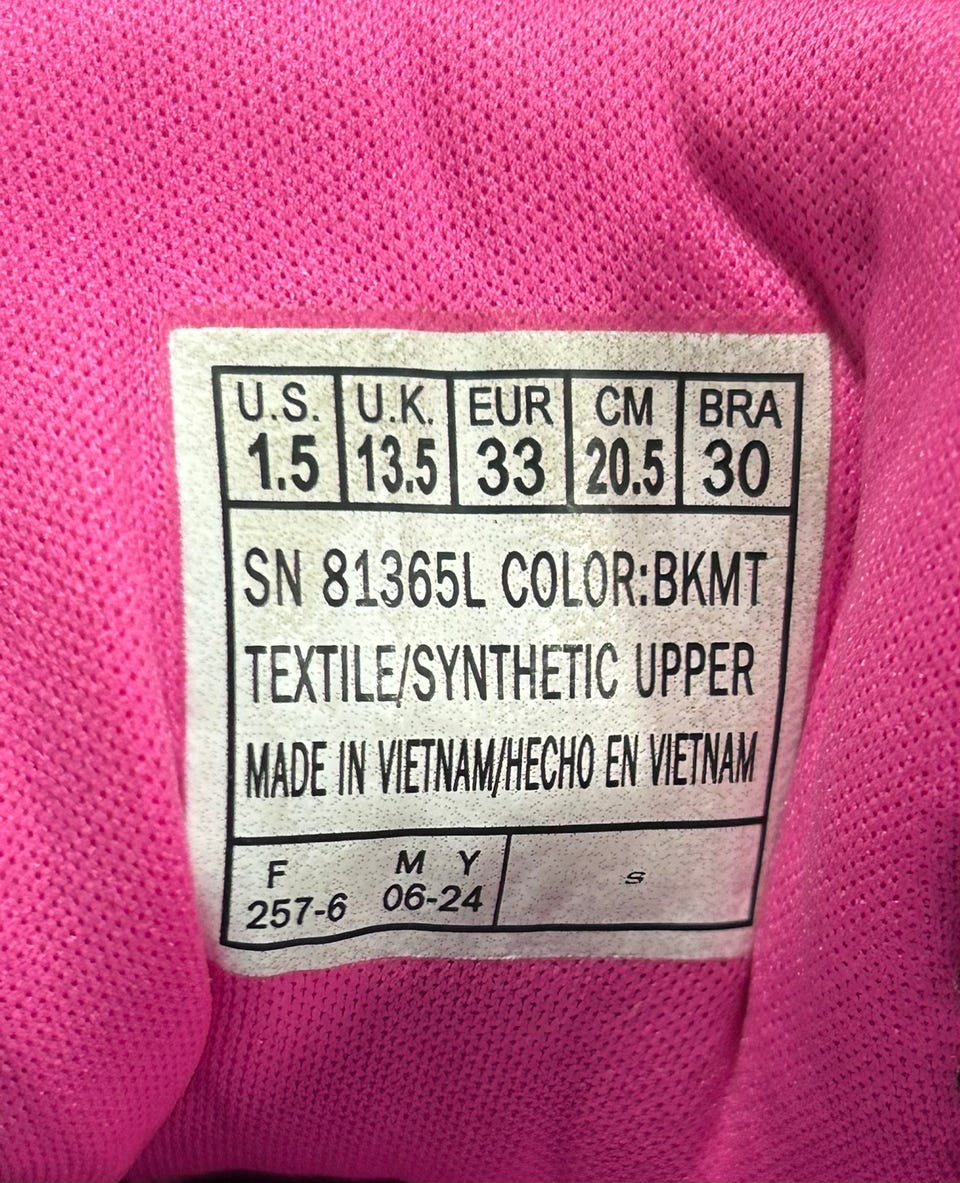 U.S. U.K. EUR CM BRA
1.5 13.5 33 20.5 30
SN 81365L COLOR:BKMT
TEXTILE/SYNTHETIC UPPER
MADE IN VIETNAM/HECHO EN VIETNAM
F M Y
257-6 06-24 S